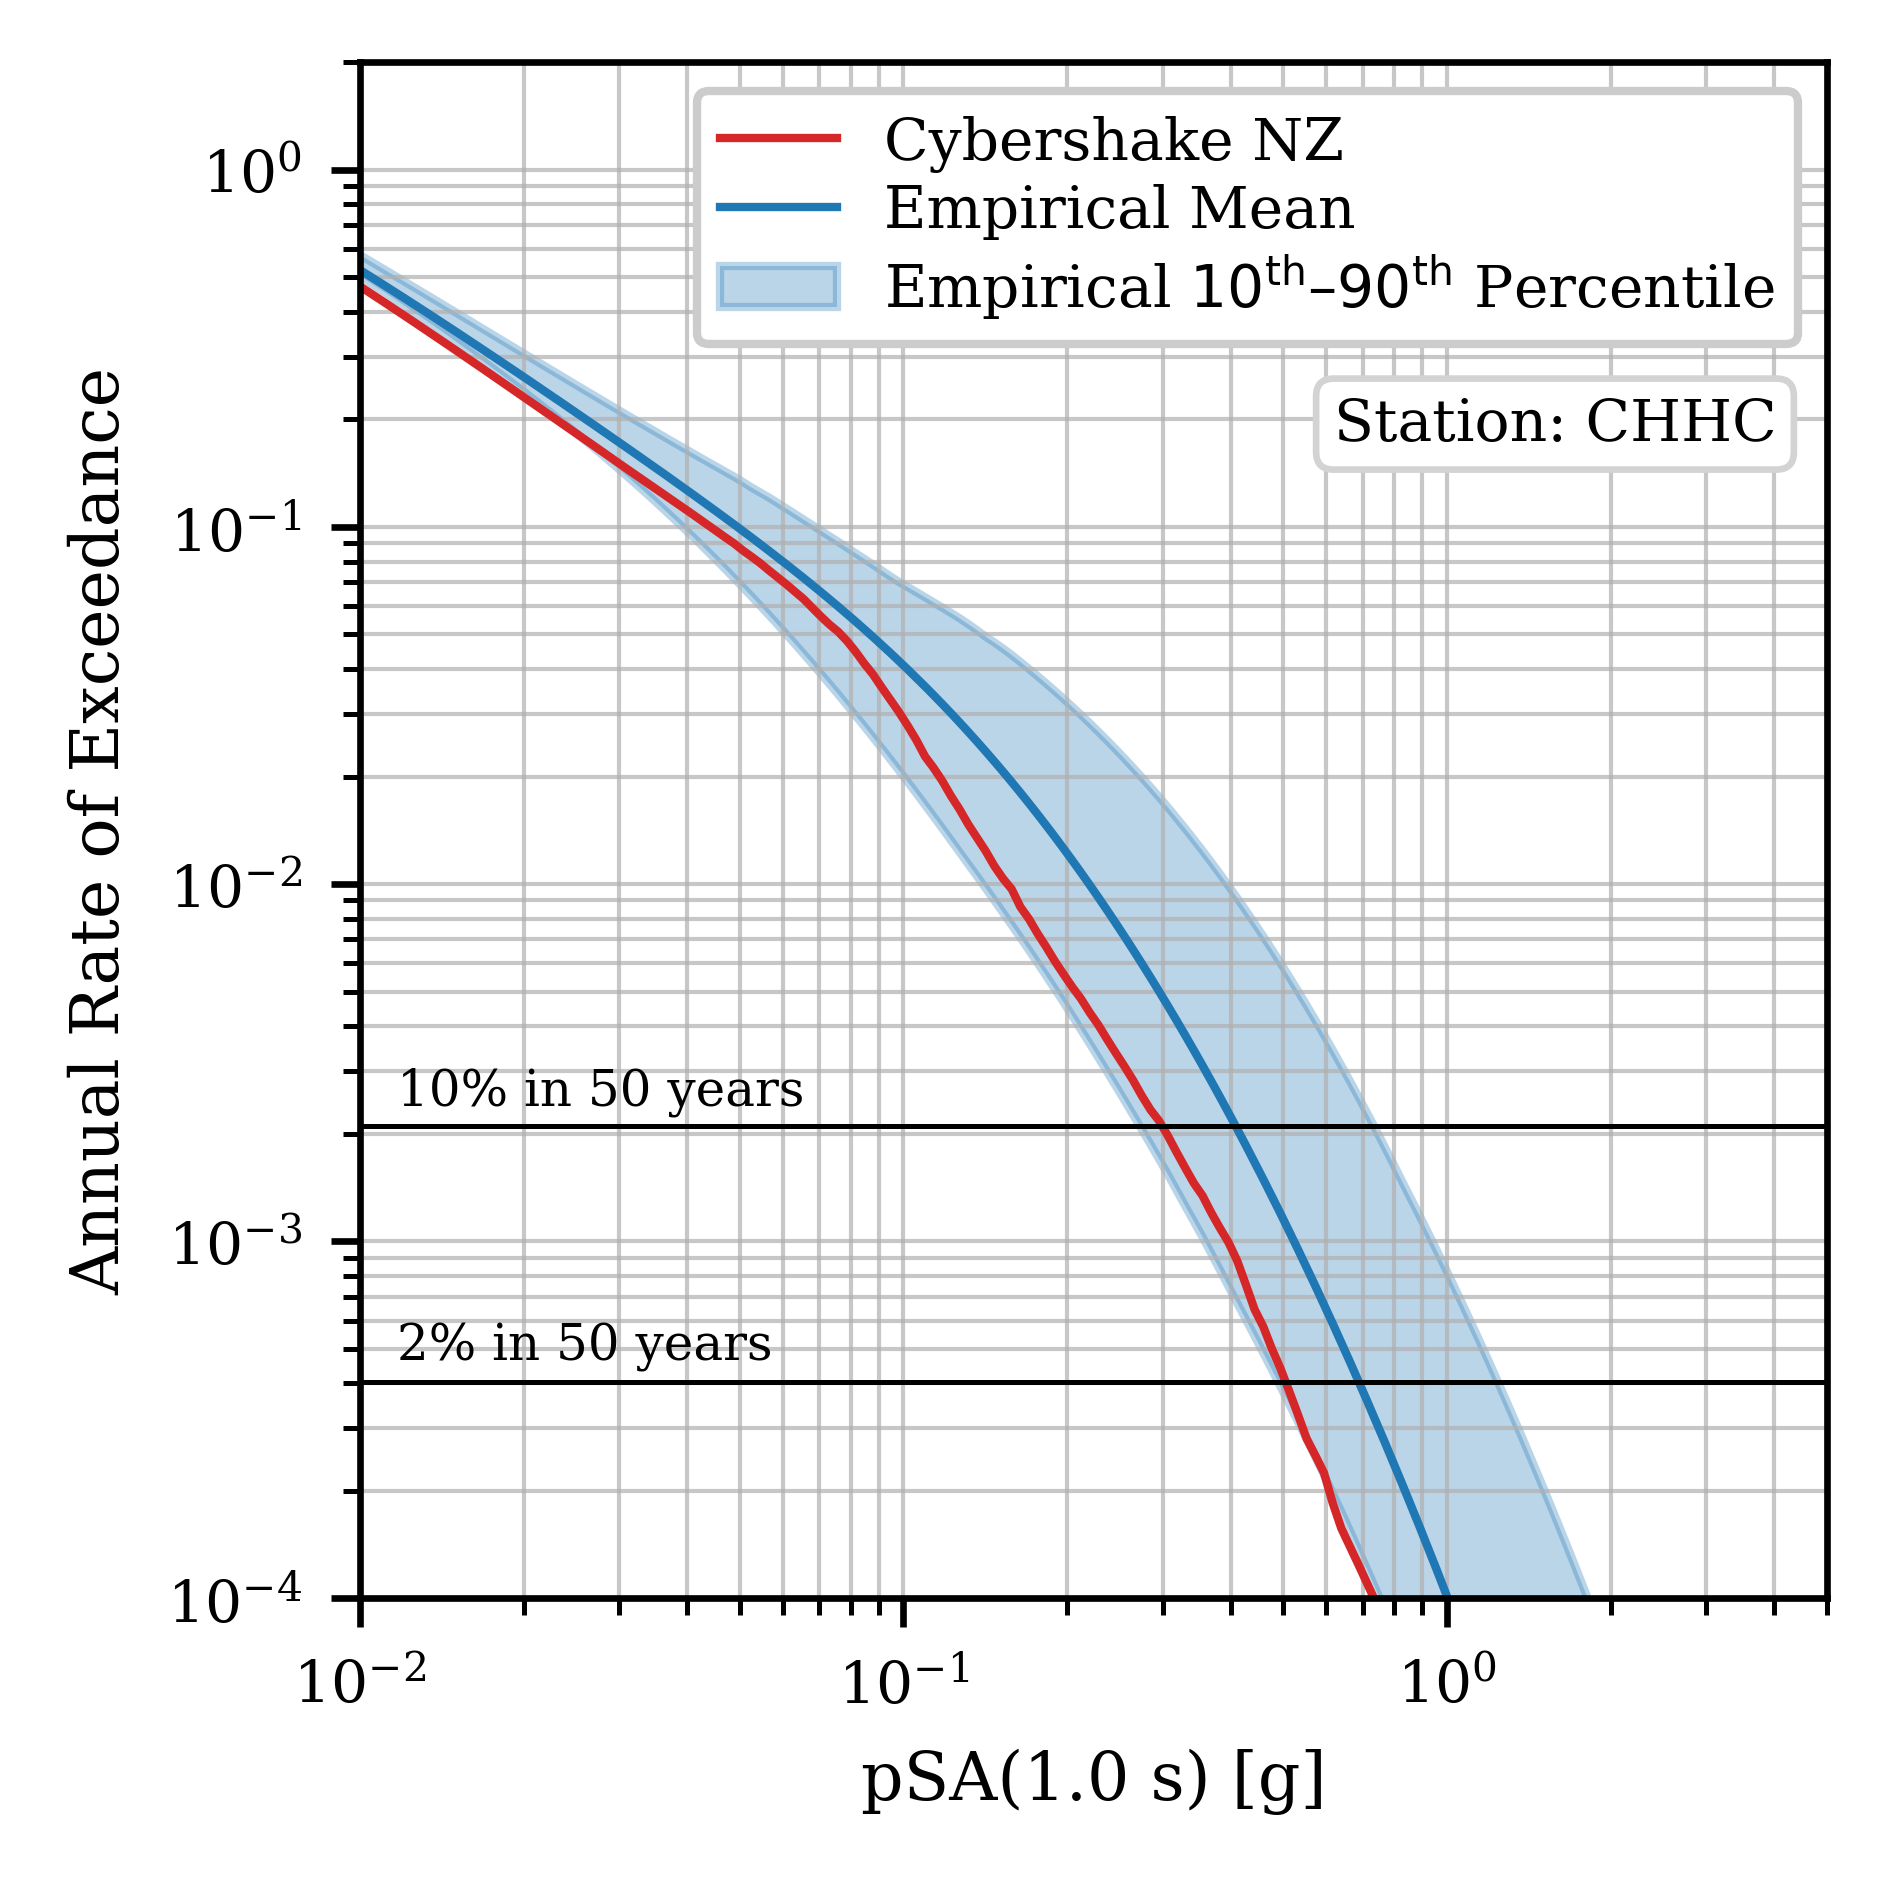 Cybershake NZ
Empirical Mean
Empirical 10ᵗʰ–90ᵗʰ Percentile
Station: CHHC
Annual Rate of Exceedance
10⁰
10⁻¹
10⁻²
10⁻³
10⁻⁴
10% in 50 years
2% in 50 years
10⁻² 10⁻¹ 10⁰
pSA(1.0 s) [g]